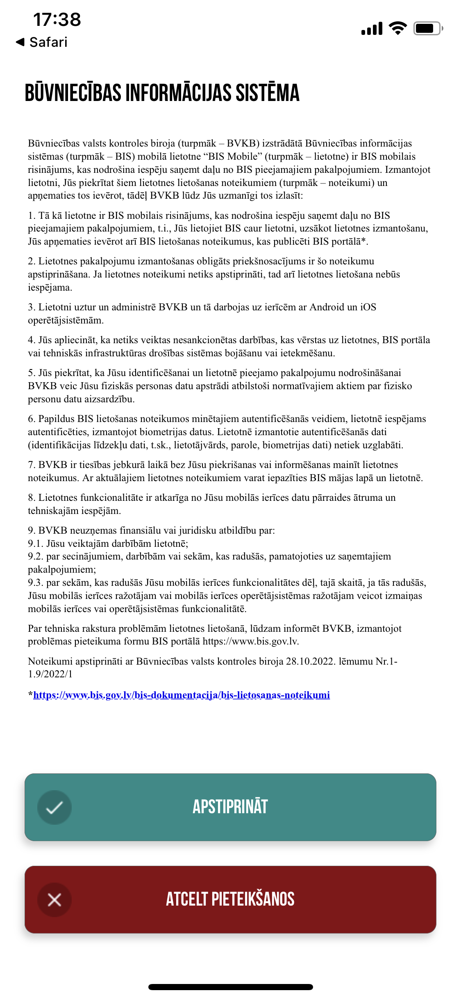 17:38
◀ Safari
BŪVNIECĪBAS INFORMĀCIJAS SISTĒMA
Būvniecības valsts kontroles biroja (turpmāk – BVKB) izstrādātā Būvniecības informācijas
sistēmas (turpmāk – BIS) mobilā lietotne “BIS Mobile” (turpmāk – lietotne) ir BIS mobilais
risinājums, kas nodrošina iespēju saņemt daļu no BIS pieejamajiem pakalpojumiem. Izmantojot
lietotni, Jūs piekrītat šiem lietotnes lietošanas noteikumiem (turpmāk – noteikumi) un
apņematies tos ievērot, tādēļ BVKB lūdz Jūs uzmanīgi tos izlasīt:
1. Tā kā lietotne ir BIS mobilais risinājums, kas nodrošina iespēju saņemt daļu no BIS
pieejamajiem pakalpojumiem, t.i., Jūs lietojiet BIS caur lietotni, uzsākot lietotnes izmantošanu,
Jūs apņematies ievērot arī BIS lietošanas noteikumus, kas publicēti BIS portālā*.
2. Lietotnes pakalpojumu izmantošanas obligāts priekšnosacījums ir šo noteikumu
apstiprināšana. Ja lietotnes noteikumi netiks apstiprināti, tad arī lietotnes lietošana nebūs
iespējama.
3. Lietotni uztur un administrē BVKB un tā darbojas uz ierīcēm ar Android un iOS
operētājsistēmām.
4. Jūs apliecināt, ka netiks veiktas nesankcionētas darbības, kas vērstas uz lietotnes, BIS portāla
vai tehniskās infrastruktūras drošības sistēmas bojāšanu vai ietekmēšanu.
5. Jūs piekrītat, ka Jūsu identificēšanai un lietotnē pieejamo pakalpojumu nodrošināšanai
BVKB veic Jūsu fiziskās personas datu apstrādi atbilstoši normatīvajiem aktiem par fizisko
personu datu aizsardzību.
6. Papildus BIS lietošanas noteikumos minētajiem autentificēšanās veidiem, lietotnē iespējams
autentificēties, izmantojot biometrijas datus. Lietotnē izmantotie autentificēšanās dati
(identifikācijas līdzekļu dati, t.sk., lietotājvārds, parole, biometrijas dati) netiek uzglabāti.
7. BVKB ir tiesības jebkurā laikā bez Jūsu piekrišanas vai informēšanas mainīt lietotnes
noteikumus. Ar aktuālajiem lietotnes noteikumiem varat iepazīties BIS mājas lapā un lietotnē.
8. Lietotnes funkcionalitāte ir atkarīga no Jūsu mobilās ierīces datu pārraides ātruma un
tehniskajām iespējām.
9. BVKB neuzņemas finansiālu vai juridisku atbildību par:
9.1. Jūsu veiktajām darbībām lietotnē;
9.2. par secinājumiem, darbībām vai sekām, kas radušās, pamatojoties uz saņemtajiem
pakalpojumiem;
9.3. par sekām, kas radušās Jūsu mobilās ierīces funkcionalitātes dēļ, tajā skaitā, ja tās radušās,
Jūsu mobilās ierīces ražotājam vai mobilās ierīces operētājsistēmas ražotājam veicot izmaiņas
mobilās ierīces vai operētājsistēmas funkcionalitātē.
Par tehniska rakstura problēmām lietotnes lietošanā, lūdzam informēt BVKB, izmantojot
problēmas pieteikuma formu BIS portālā https://www.bis.gov.lv.
Noteikumi apstiprināti ar Būvniecības valsts kontroles biroja 28.10.2022. lēmumu Nr.1-
1.9/2022/1
*https://www.bis.gov.lv/bis-dokumentacija/bis-lietosanas-noteikumi
APSTIPRINĀT
ATCELT PIETEIKŠANOS